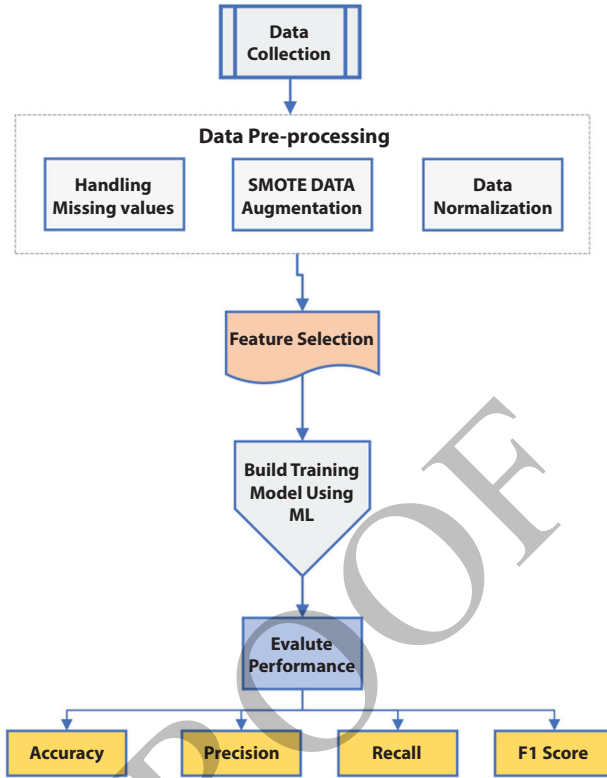 Data
Collection
Data Pre-processing
Handling
Missing values
SMOTE DATA
Augmentation
Data
Normalization
Feature Selection
Build Training
Model Using
ML
Evalute
Performance
Accuracy
Precision
Recall
F1 Score
POOF